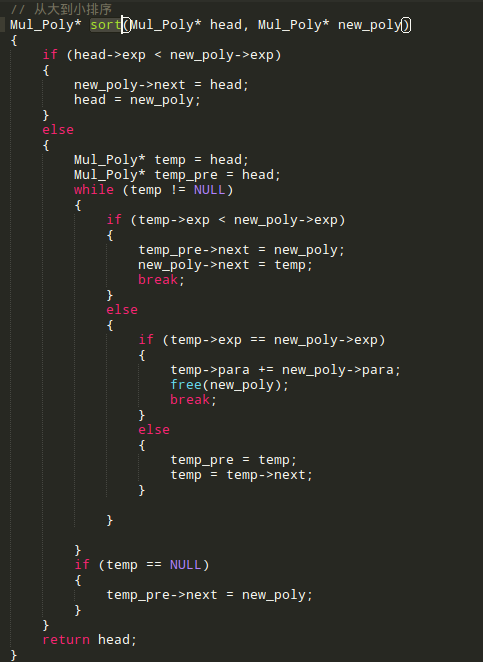 // 从大到小排序
Mul_Poly* sort(Mul_Poly* head, Mul_Poly* new_poly)
{
    if (head->exp < new_poly->exp)
    {
        new_poly->next = head;
        head = new_poly;
    }
    else
    {
        Mul_Poly* temp = head;
        Mul_Poly* temp_pre = head;
        while (temp != NULL)
        {
            if (temp->exp < new_poly->exp)
            {
                temp_pre->next = new_poly;
                new_poly->next = temp;
                break;
            }
            else
            {
                if (temp->exp == new_poly->exp)
                {
                    temp->para += new_poly->para;
                    free(new_poly);
                    break;
                }
                else
                {
                    temp_pre = temp;
                    temp = temp->next;
                }
            }
        }
        if (temp == NULL)
        {
            temp_pre->next = new_poly;
        }
    }
    return head;
}